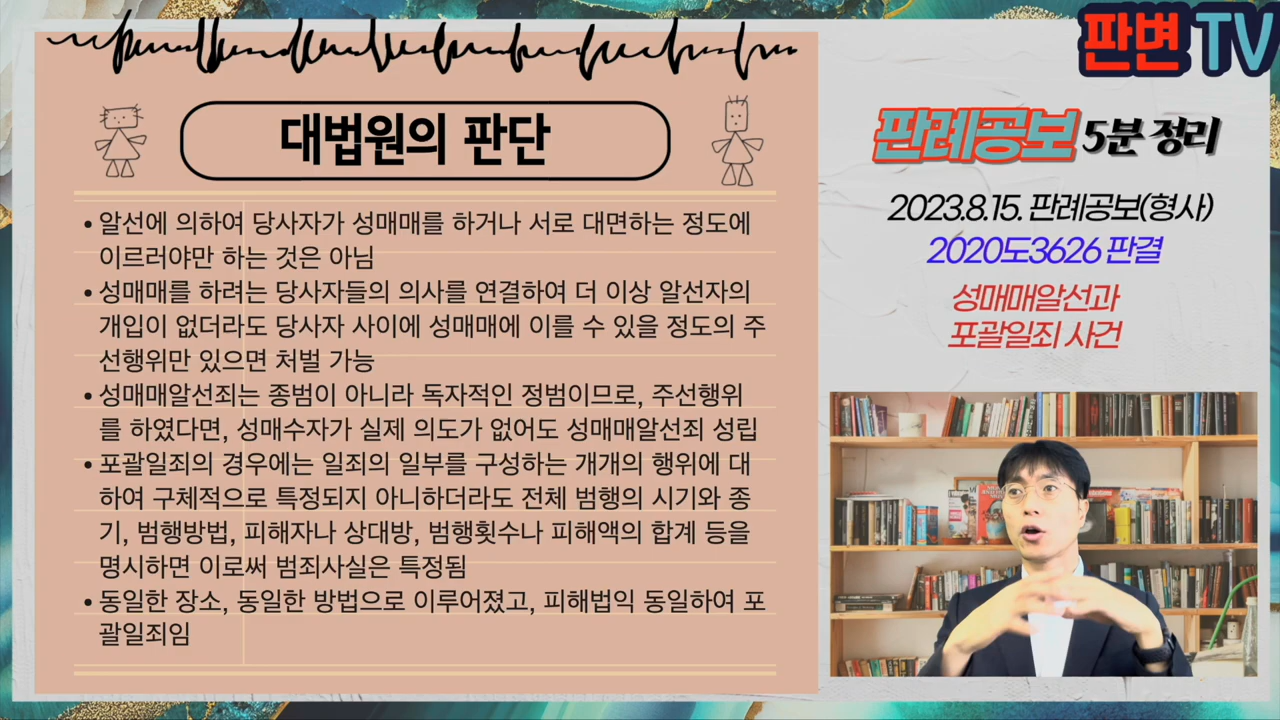 판변 TV
대법원의 판단
• 알선에 의하여 당사자가 성매매를 하거나 서로 대면하는 정도에
이르러야만 하는 것은 아님
• 성매매를 하려는 당사자들의 의사를 연결하여 더 이상 알선자의
개입이 없더라도 당사자 사이에 성매매에 이를 수 있을 정도의 주
선행위만 있으면 처벌 가능
• 성매매알선죄는 종범이 아니라 독자적인 정범이므로, 주선행위
를 하였다면, 성매수자가 실제 의도가 없어도 성매매알선죄 성립
• 포괄일죄의 경우에는 일죄의 일부를 구성하는 개개의 행위에 대
하여 구체적으로 특정되지 아니하더라도 전체 범행의 시기와 종
기, 범행방법, 피해자나 상대방, 범행횟수나 피해액의 합계 등을
명시하면 이로써 범죄사실은 특정됨
• 동일한 장소, 동일한 방법으로 이루어졌고, 피해법익 동일하여 포
괄일죄임
판례공보 5분 정리
2023.8.15. 판례공보(형사)
2020도3626 판결
성매매알선과
포괄일죄 사건